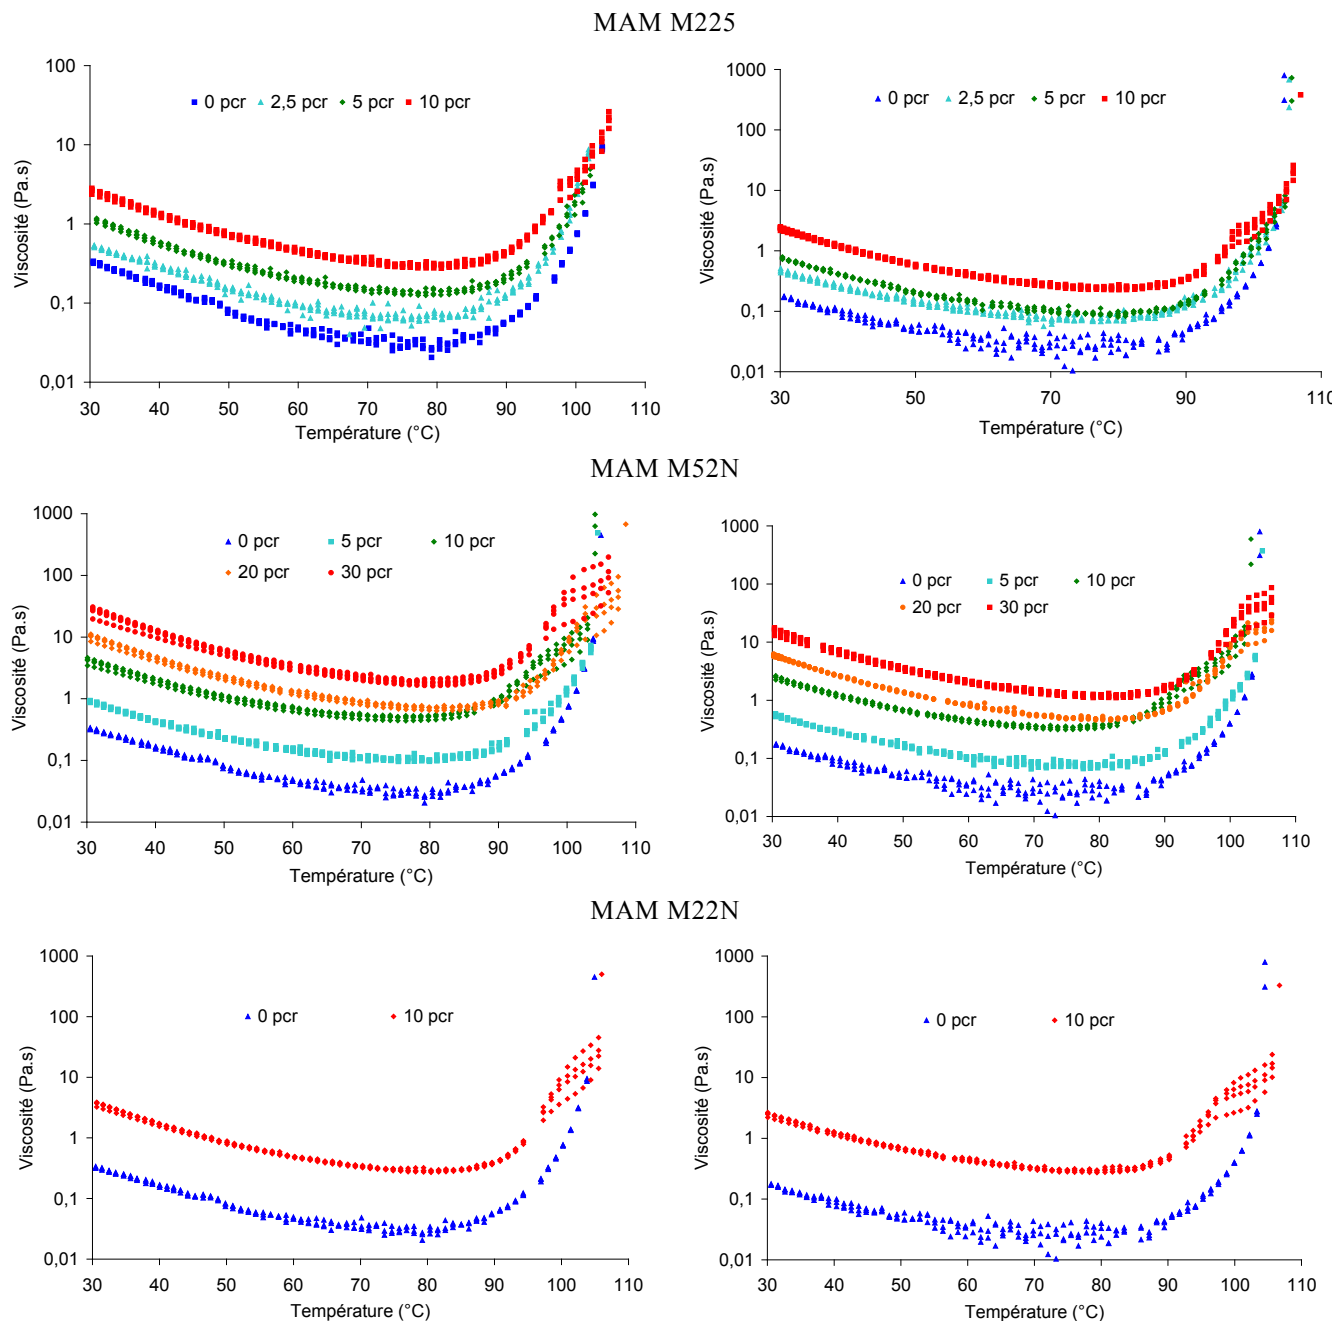 MAM M225
100
10
1
0,1
0,01
Viscosité (Pa.s)
0 pcr 2,5 pcr 5 pcr 10 pcr
30 40 50 60 70 80 90 100 110
Température (°C)
1000
100
10
1
0,1
0,01
Viscosité (Pa.s)
0 pcr 2,5 pcr 5 pcr 10 pcr
30 50 70 90 110
Température (°C)
MAM M52N
1000
100
10
1
0,1
0,01
Viscosité (Pa.s)
0 pcr 5 pcr 10 pcr
20 pcr 30 pcr
30 40 50 60 70 80 90 100 110
Température (°C)
1000
100
10
1
0,1
0,01
Viscosité (Pa.s)
0 pcr 5 pcr 10 pcr
20 pcr 30 pcr
30 40 50 60 70 80 90 100 110
Température (°C)
MAM M22N
1000
100
10
1
0,1
0,01
Viscosité (Pa.s)
0 pcr 10 pcr
30 40 50 60 70 80 90 100 110
Température (°C)
1000
100
10
1
0,1
0,01
Viscosité (Pa.s)
0 pcr 10 pcr
30 40 50 60 70 80 90 100 110
Température (°C)